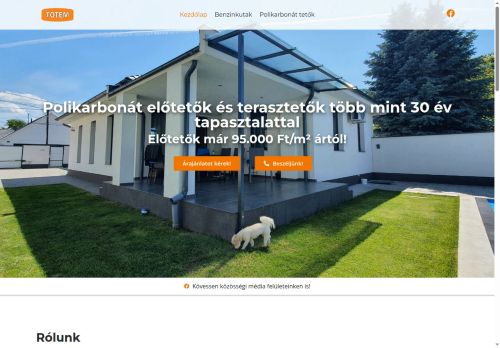 TOTEM
Kezdőlap Benzinkutak Polikarbonát tetők
Polikarbonát előtetők és terasztetők több mint 30 év
tapasztalattal
Előtetők már 95.000 Ft/m² ártól!
Árajánlatot kérek! Beszéljünk!
Kövessen közösségi média felületeinken is!
Rólunk